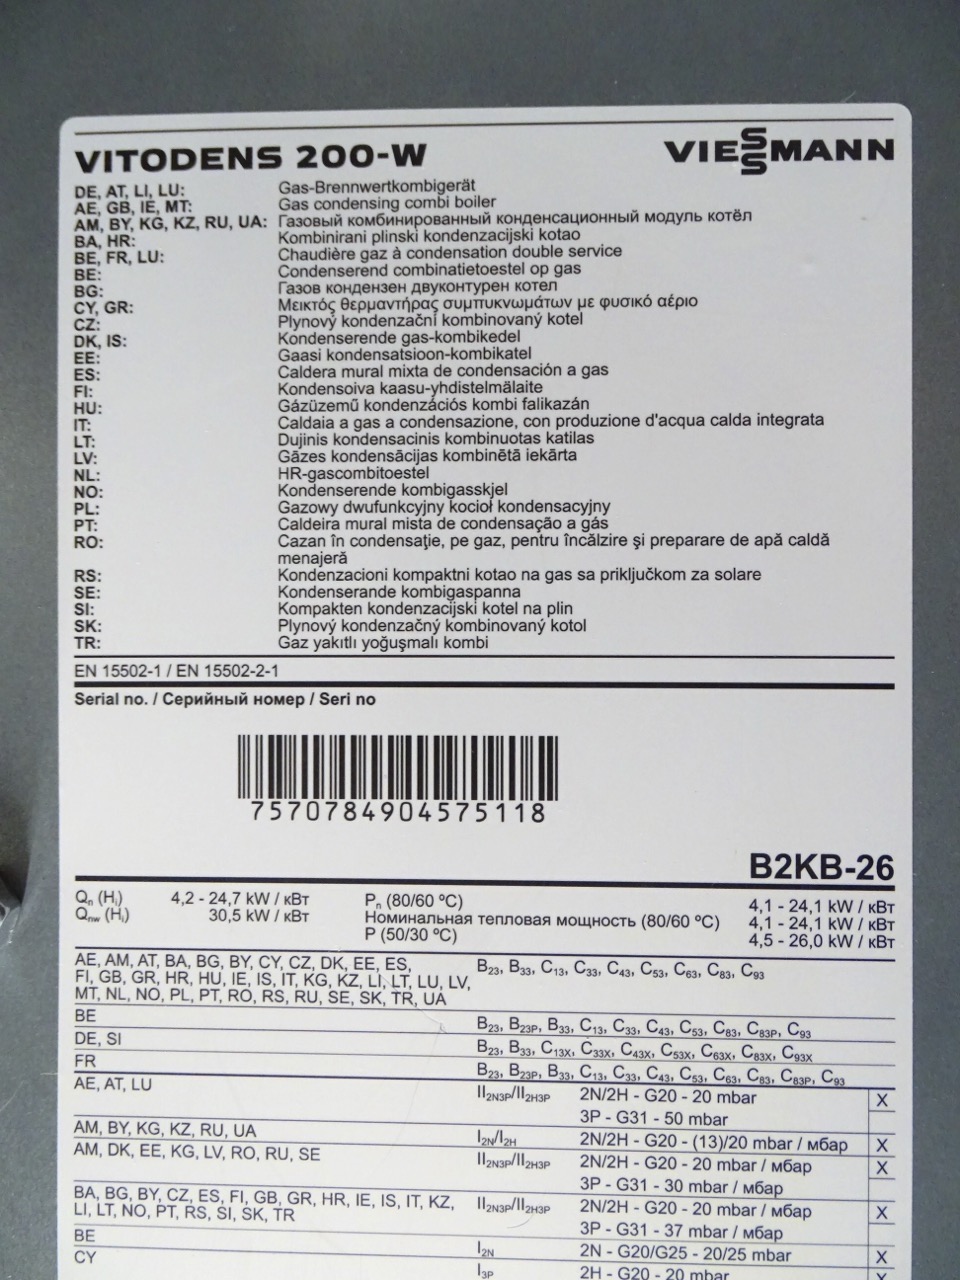 VITODENS 200-W VIESSMANN
DE, AT, LI, LU: Gas-Brennwertkombigerät
AE, GB, IE, MT: Gas condensing combi boiler
AM, BY, KG, KZ, RU, UA: Газовый комбинированный конденсационный модуль котёл
BA, HR: Kombinirani plinski kondenzacijski kotao
BE, FR, LU: Chaudière gaz à condensation double service
BE: Condenserend combinatietoestel op gas
BG: Газов кондензен двуконтурен котел
CY, GR: Μεικτός θερμαντήρας συμπυκνωμάτων με φυσικό αέριο
CZ: Plynový kondenzační kombinovaný kotel
DK, IS: Kondenserende gas-kombikedel
EE: Gaasi kondensatsioon-kombikatel
ES: Caldera mural mixta de condensación a gas
FI: Kondensoiva kaasu-yhdistelmälaite
HU: Gázüzemű kondenzációs kombi falikazán
IT: Caldaia a gas a condensazione, con produzione d'acqua calda integrata
LT: Dujinis kondensacinis kombinuotas katilas
LV: Gāzes kondensācijas kombinētā iekārta
NL: HR-gascombitoestel
NO: Kondenserende kombigasskjel
PL: Gazowy dwufunkcyjny kocioł kondensacyjny
PT: Caldeira mural mista de condensação a gás
RO: Cazan în condensaţie, pe gaz, pentru încălzire şi preparare de apă caldă
menajeră
RS: Kondenzacioni kompaktni kotao na gas sa priključkom za solare
SE: Kondenserande kombigaspanna
SI: Kompakten kondenzacijski kotel na plin
SK: Plynový kondenzačný kombinovaný kotol
TR: Gaz yakıtlı yoğuşmalı kombi
EN 15502-1 / EN 15502-2-1
Serial no. / Серийный номер / Seri no
7570784904575118
B2KB-26
Qn (Hi) 4,2 - 24,7 kW / кВт Pn (80/60 ºC) 4,1 - 24,1 kW / кВт
Qnw (Hi) 30,5 kW / кВт Номинальная тепловая мощность (80/60 ºC) 4,1 - 24,1 kW / кВт
P (50/30 ºC) 4,5 - 26,0 kW / кВт
AE, AM, AT, BA, BG, BY, CY, CZ, DK, EE, ES, B23, B33, C13, C33, C43, C53, C63, C83, C93
FI, GB, GR, HR, HU, IE, IS, IT, KG, KZ, LI, LT, LU, LV,
MT, NL, NO, PL, PT, RO, RS, RU, SE, SK, TR, UA
BE B23, B23P, B33, C13, C33, C43, C53, C83, C83P, C93
DE, SI B23, B33, C13X, C33X, C43X, C53X, C63X, C83X, C93X
FR B23, B23P, B33, C13, C33, C43, C53, C63, C83, C83P, C93
AE, AT, LU II2N3P/II2H3P 2N/2H - G20 - 20 mbar X
3P - G31 - 50 mbar
AM, BY, KG, KZ, RU, UA I2N/I2H 2N/2H - G20 - (13)/20 mbar / мбар X
AM, DK, EE, KG, LV, RO, RU, SE II2N3P/II2H3P 2N/2H - G20 - 20 mbar / мбар X
3P - G31 - 30 mbar / мбар
BA, BG, BY, CZ, ES, FI, GB, GR, HR, IE, IS, IT, KZ, II2N3P/II2H3P 2N/2H - G20 - 20 mbar / мбар X
LI, LT, NO, PT, RS, SI, SK, TR 3P - G31 - 37 mbar / мбар
BE I2N 2N - G20/G25 - 20/25 mbar X
CY I3P 2H - G20 - 20 mbar X